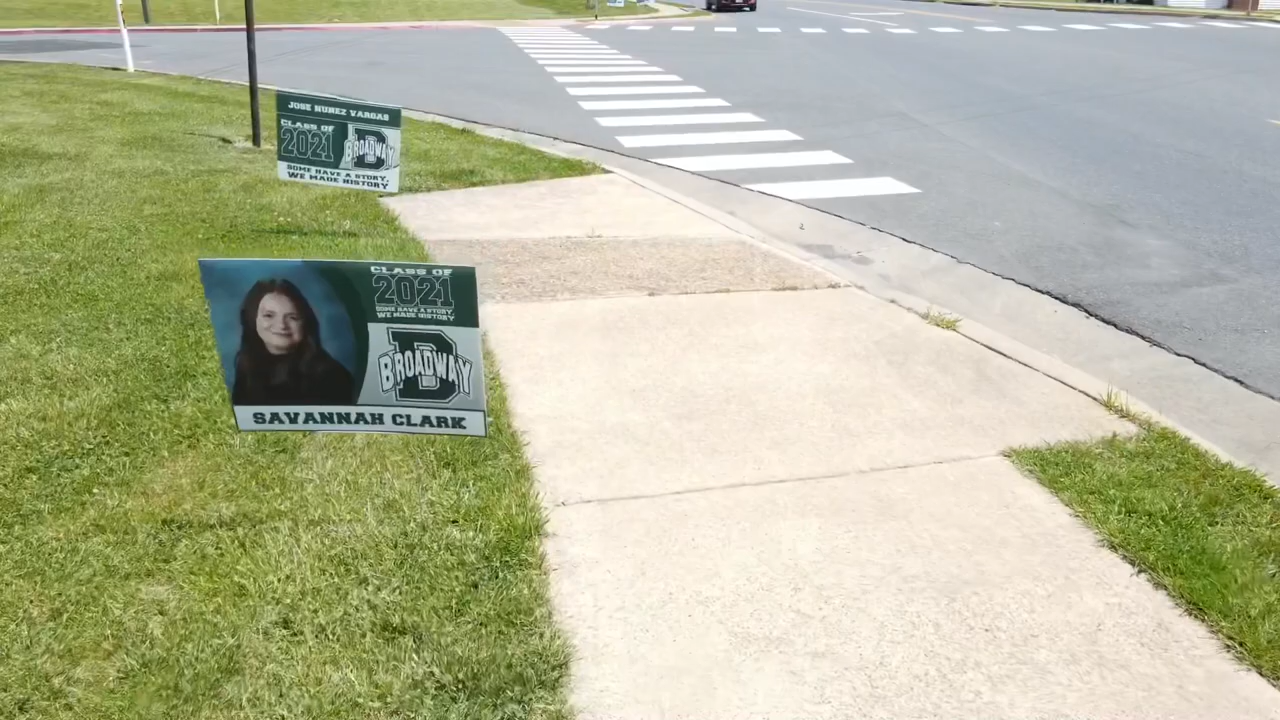 JOSE NUNEZ VARGAS
CLASS OF
2021
BROADWAY
SOME HAVE A STORY,
WE MADE HISTORY
CLASS OF
2021
SOME HAVE A STORY,
WE MADE HISTORY
B
BROADWAY
SAVANNAH CLARK